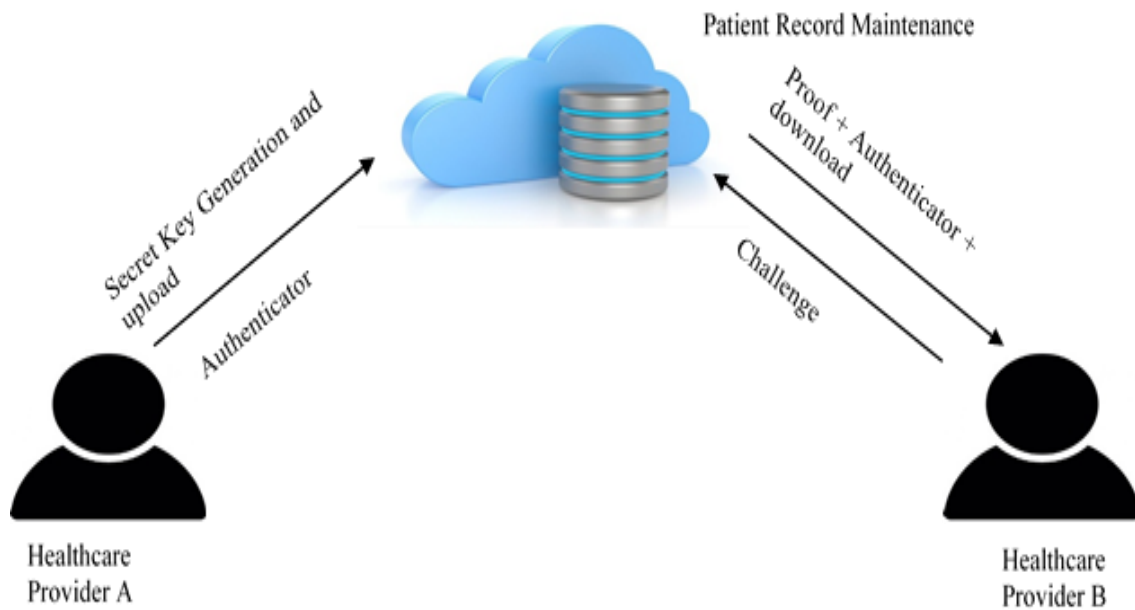 Patient Record Maintenance
Secret Key Generation and
upload
Authenticator
Proof + Authenticator +
download
Challenge
Healthcare
Provider A
Healthcare
Provider B